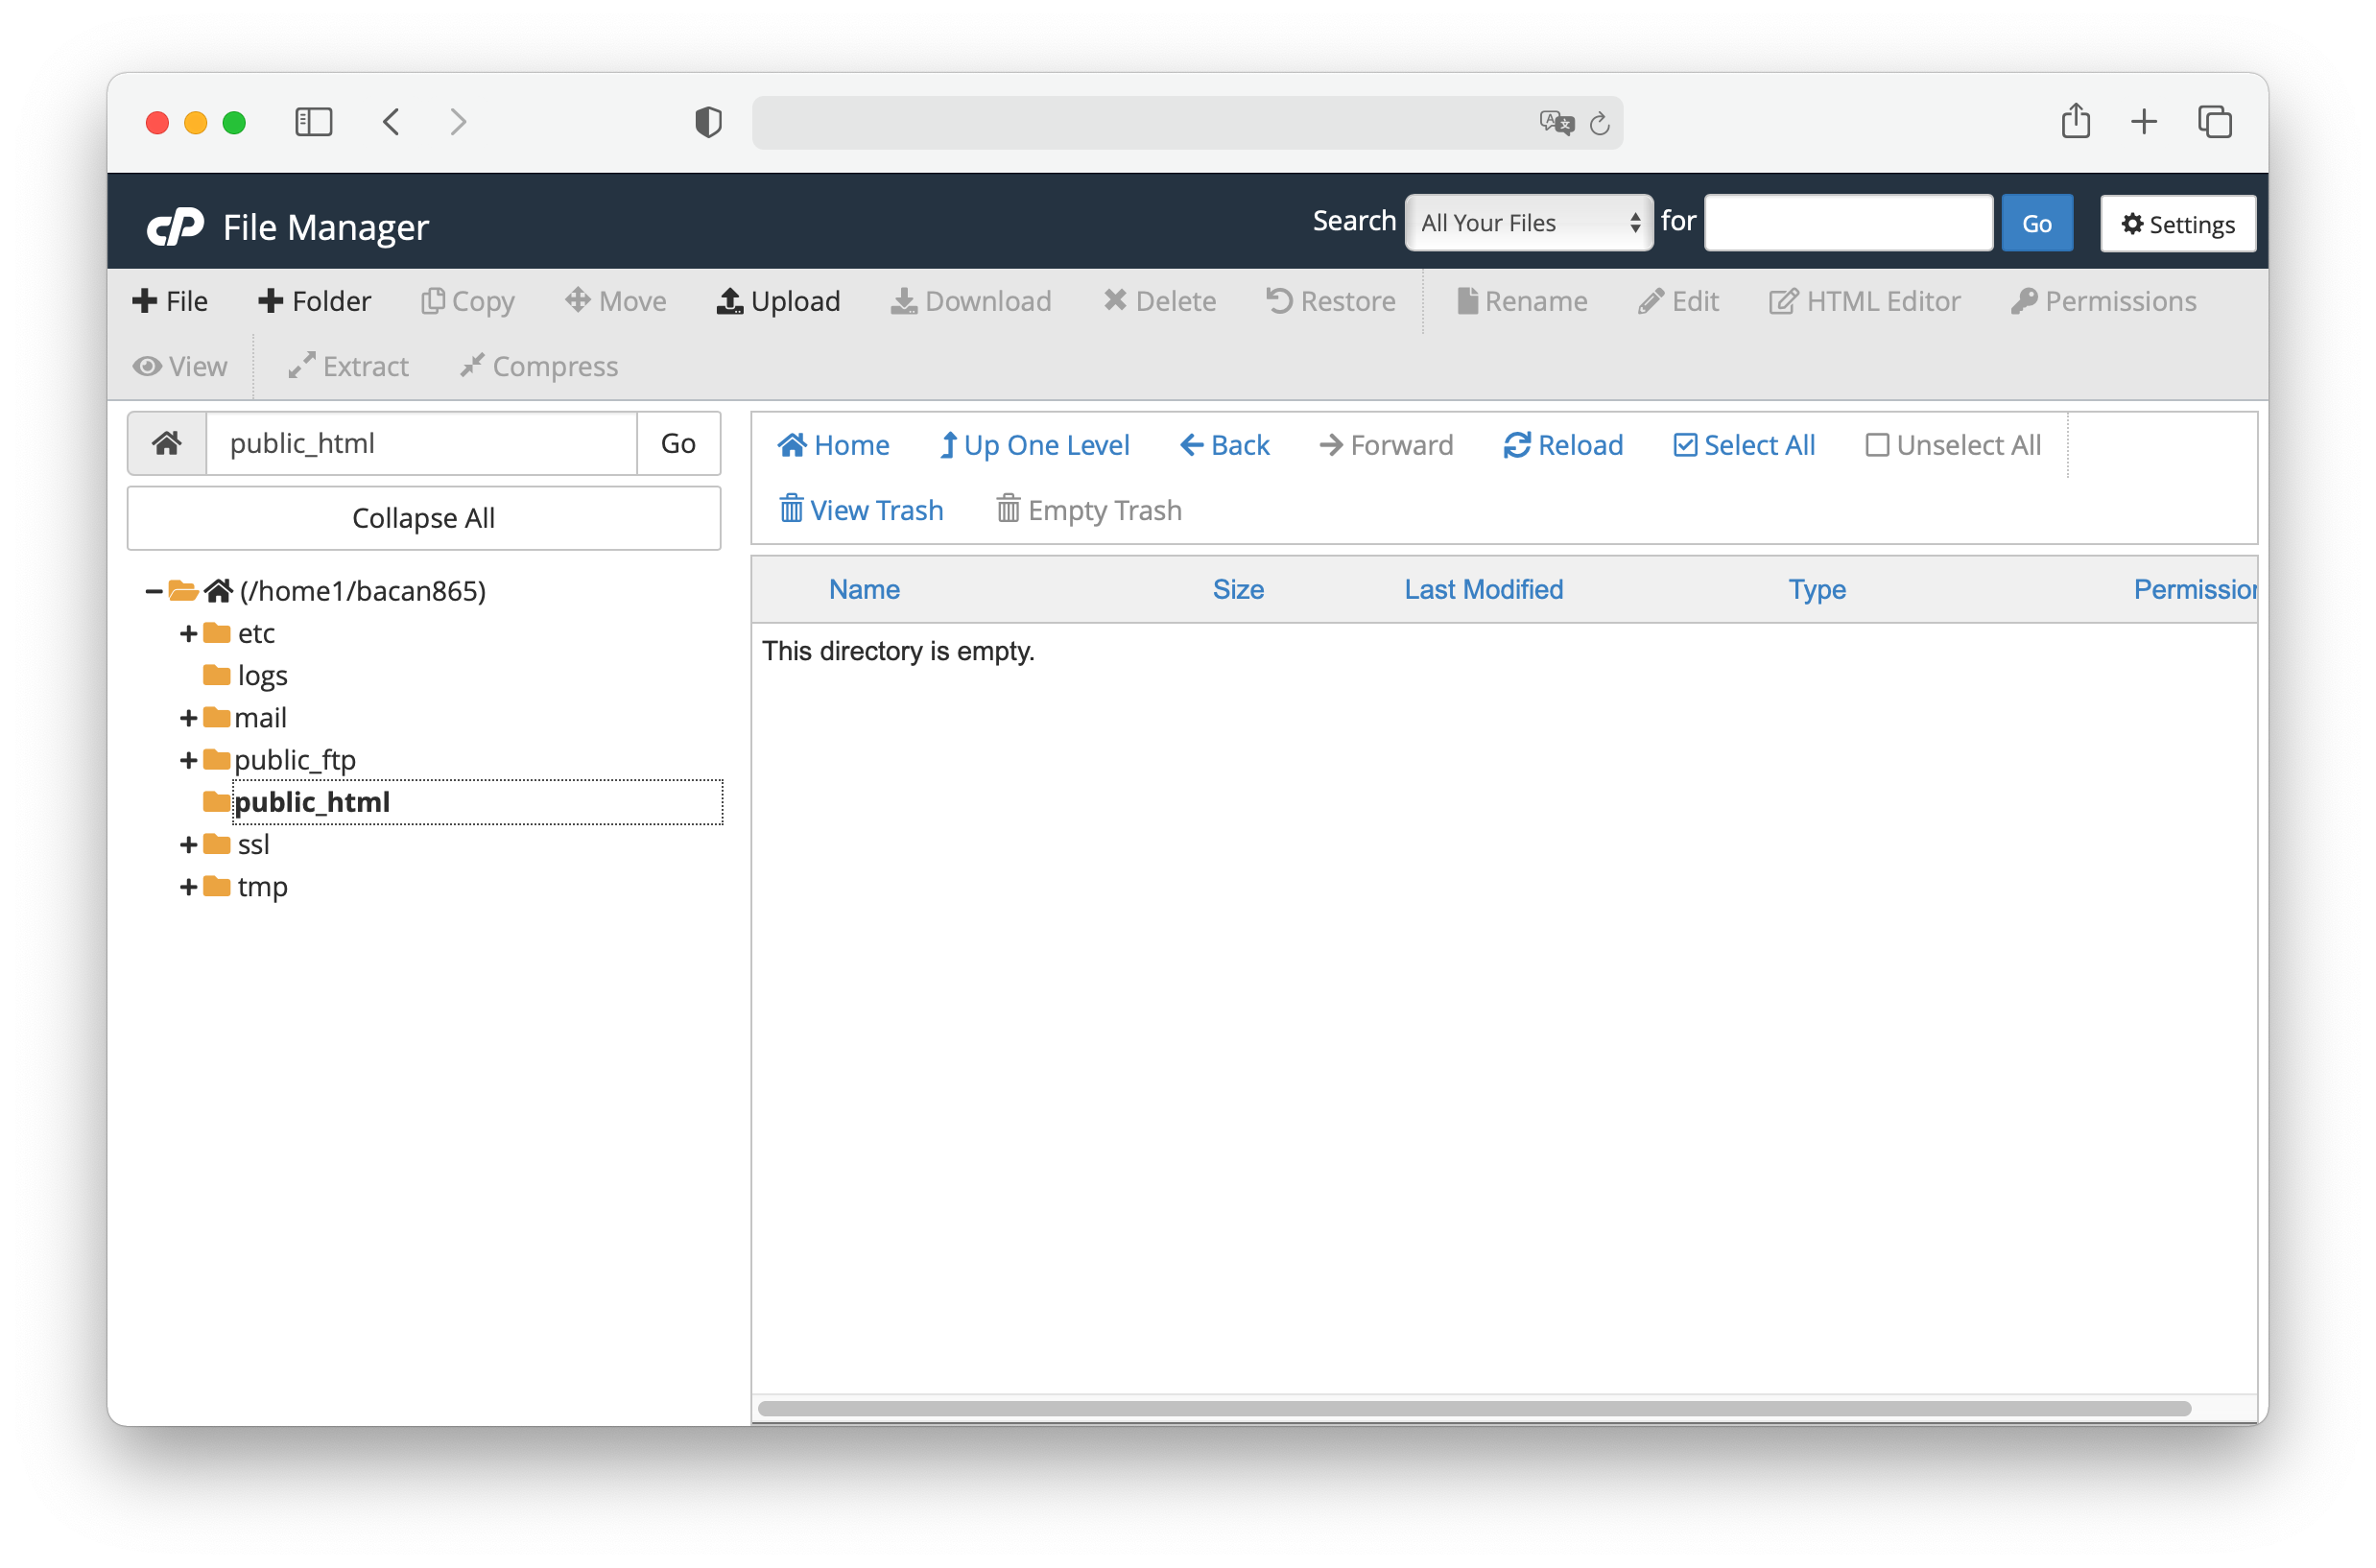 cP File Manager
Search All Your Files for Go Settings
File Folder Copy Move Upload Download Delete Restore Rename Edit HTML Editor Permissions
View Extract Compress
public_html Go
Home Up One Level Back Forward Reload Select All Unselect All
Collapse All
View Trash Empty Trash
(/home1/bacan865)
etc
logs
mail
public_ftp
public_html
ssl
tmp
Name Size Last Modified Type Permission
This directory is empty.